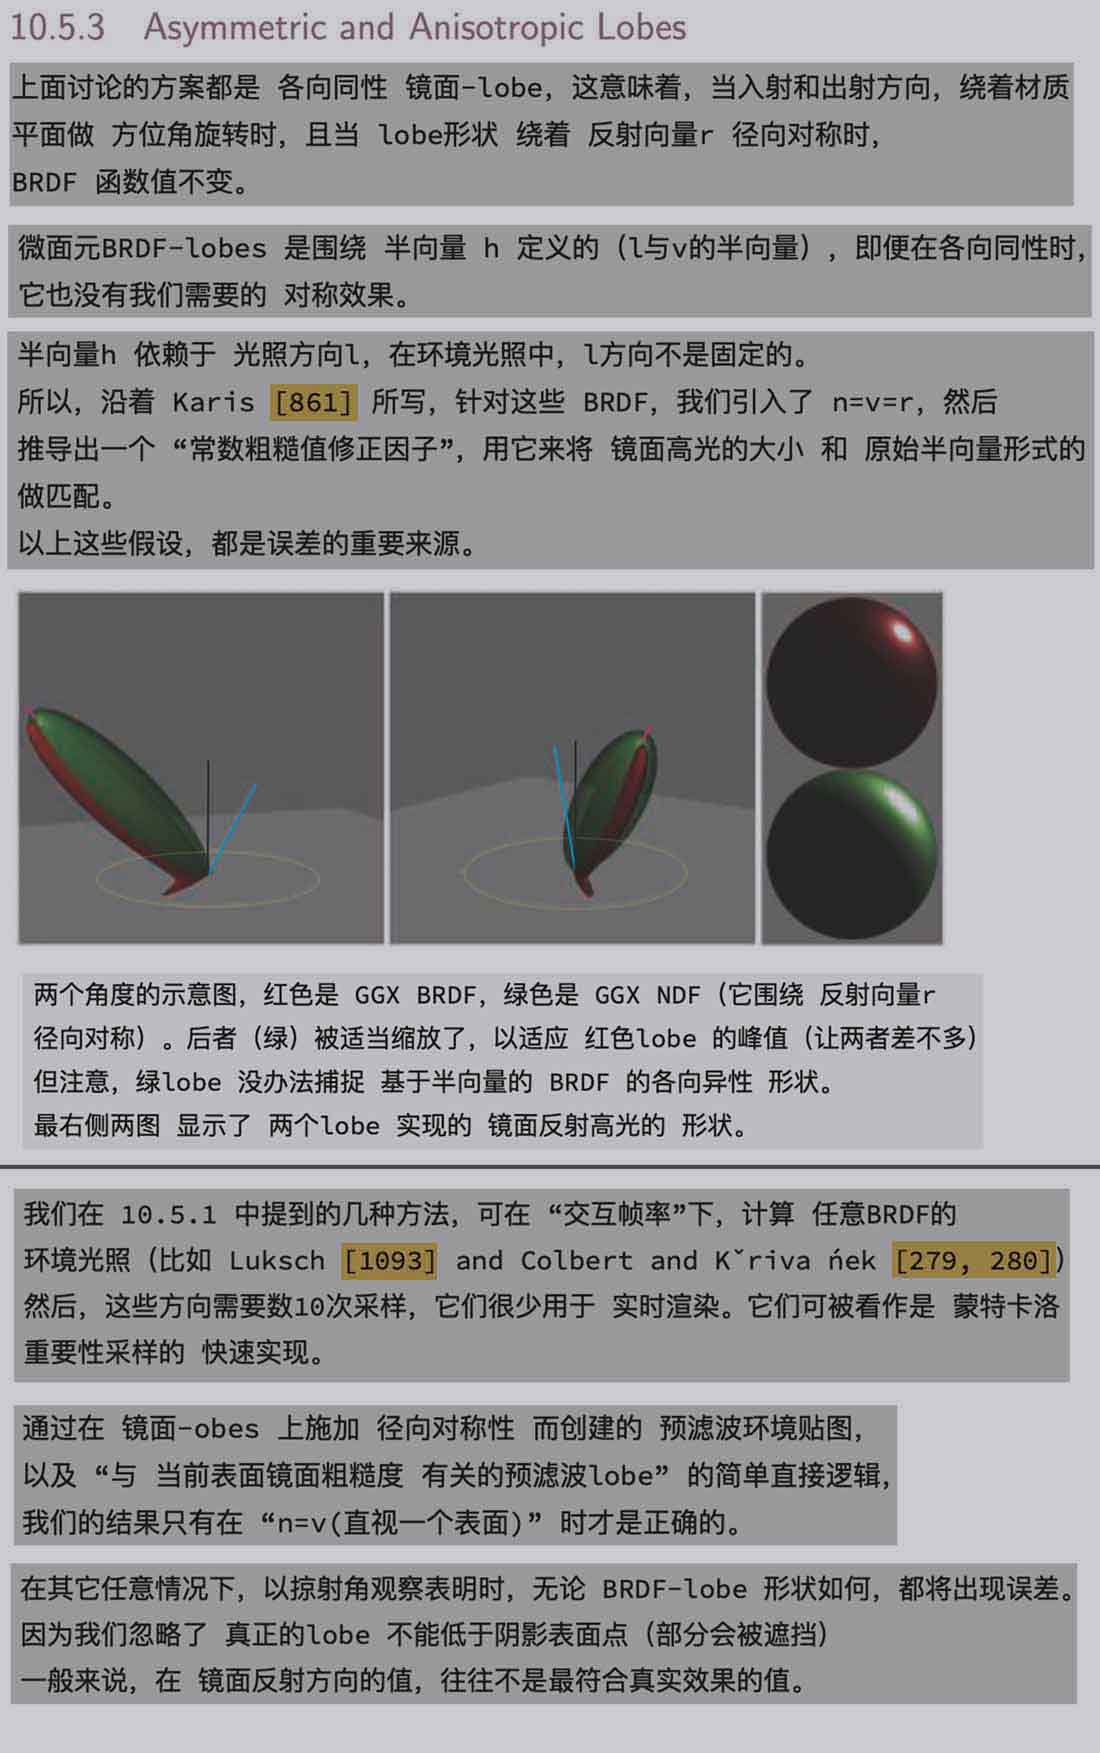 10.5.3 Asymmetric and Anisotropic Lobes
上面讨论的方案都是 各向同性 镜面-lobe, 这意味着, 当入射和出射方向, 绕着材质
平面做 方位角旋转时, 且当 lobe形状 绕着 反射向量r 径向对称时,
BRDF 函数值不变。
微面元BRDF-lobes 是围绕 半向量 h 定义的（l与v的半向量）, 即便在各向同性时,
它也没有我们需要的 对称效果。
半向量h 依赖于 光照方向l, 在环境光照中, l方向不是固定的。
所以, 沿着 Karis [861] 所写, 针对这些 BRDF, 我们引入了 n=v=r, 然后
推导出一个 “常数粗糙值修正因子”, 用它来将 镜面高光的大小 和 原始半向量形式的
做匹配。
以上这些假设, 都是误差的重要来源。
两个角度的示意图, 红色是 GGX BRDF, 绿色是 GGX NDF（它围绕 反射向量r
径向对称）。后者（绿）被适当缩放了, 以适应 红色lobe 的峰值（让两者差不多）
但注意, 绿lobe 没办法捕捉 基于半向量的 BRDF 的各向异性 形状。
最右侧两图 显示了 两个lobe 实现的 镜面反射高光的 形状。
我们在 10.5.1 中提到的几种方法, 可在 “交互帧率”下, 计算 任意BRDF的
环境光照（比如 Luksch [1093] and Colbert and Kˇriva ńek [279, 280]）
然后, 这些方向需要数10次采样, 它们很少用于 实时渲染。它们可被看作是 蒙特卡洛
重要性采样的 快速实现。
通过在 镜面-obes 上施加 径向对称性 而创建的 预滤波环境贴图,
以及 “与 当前表面镜面粗糙度 有关的预滤波lobe” 的简单直接逻辑,
我们的结果只有在 “n=v(直视一个表面)” 时才是正确的。
在其它任意情况下, 以掠射角观察表明时, 无论 BRDF-lobe 形状如何, 都将出现误差。
因为我们忽略了 真正的lobe 不能低于阴影表面点（部分会被遮挡）
一般来说, 在 镜面反射方向的值, 往往不是最符合真实效果的值。